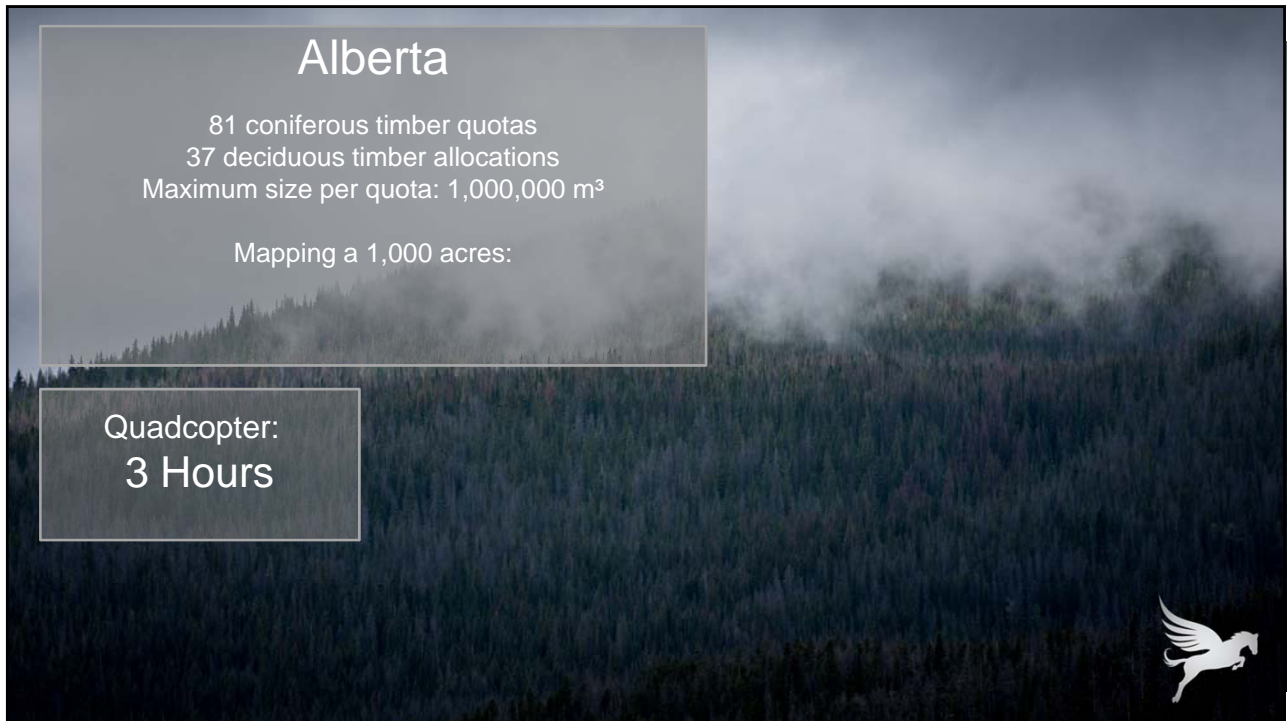 Alberta
81 coniferous timber quotas
37 deciduous timber allocations
Maximum size per quota: 1,000,000 m³
Mapping a 1,000 acres:
Quadcopter:
3 Hours